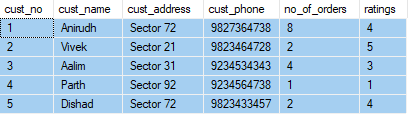 cust_no cust_name cust_address cust_phone no_of_orders ratings
1 Anirudh Sector 72 9827364738 8 4
2 Vivek Sector 21 9823464728 2 5
3 Aalim Sector 31 9234534343 4 3
4 Parth Sector 92 9234564738 1 1
5 Dishad Sector 72 9823433457 2 4